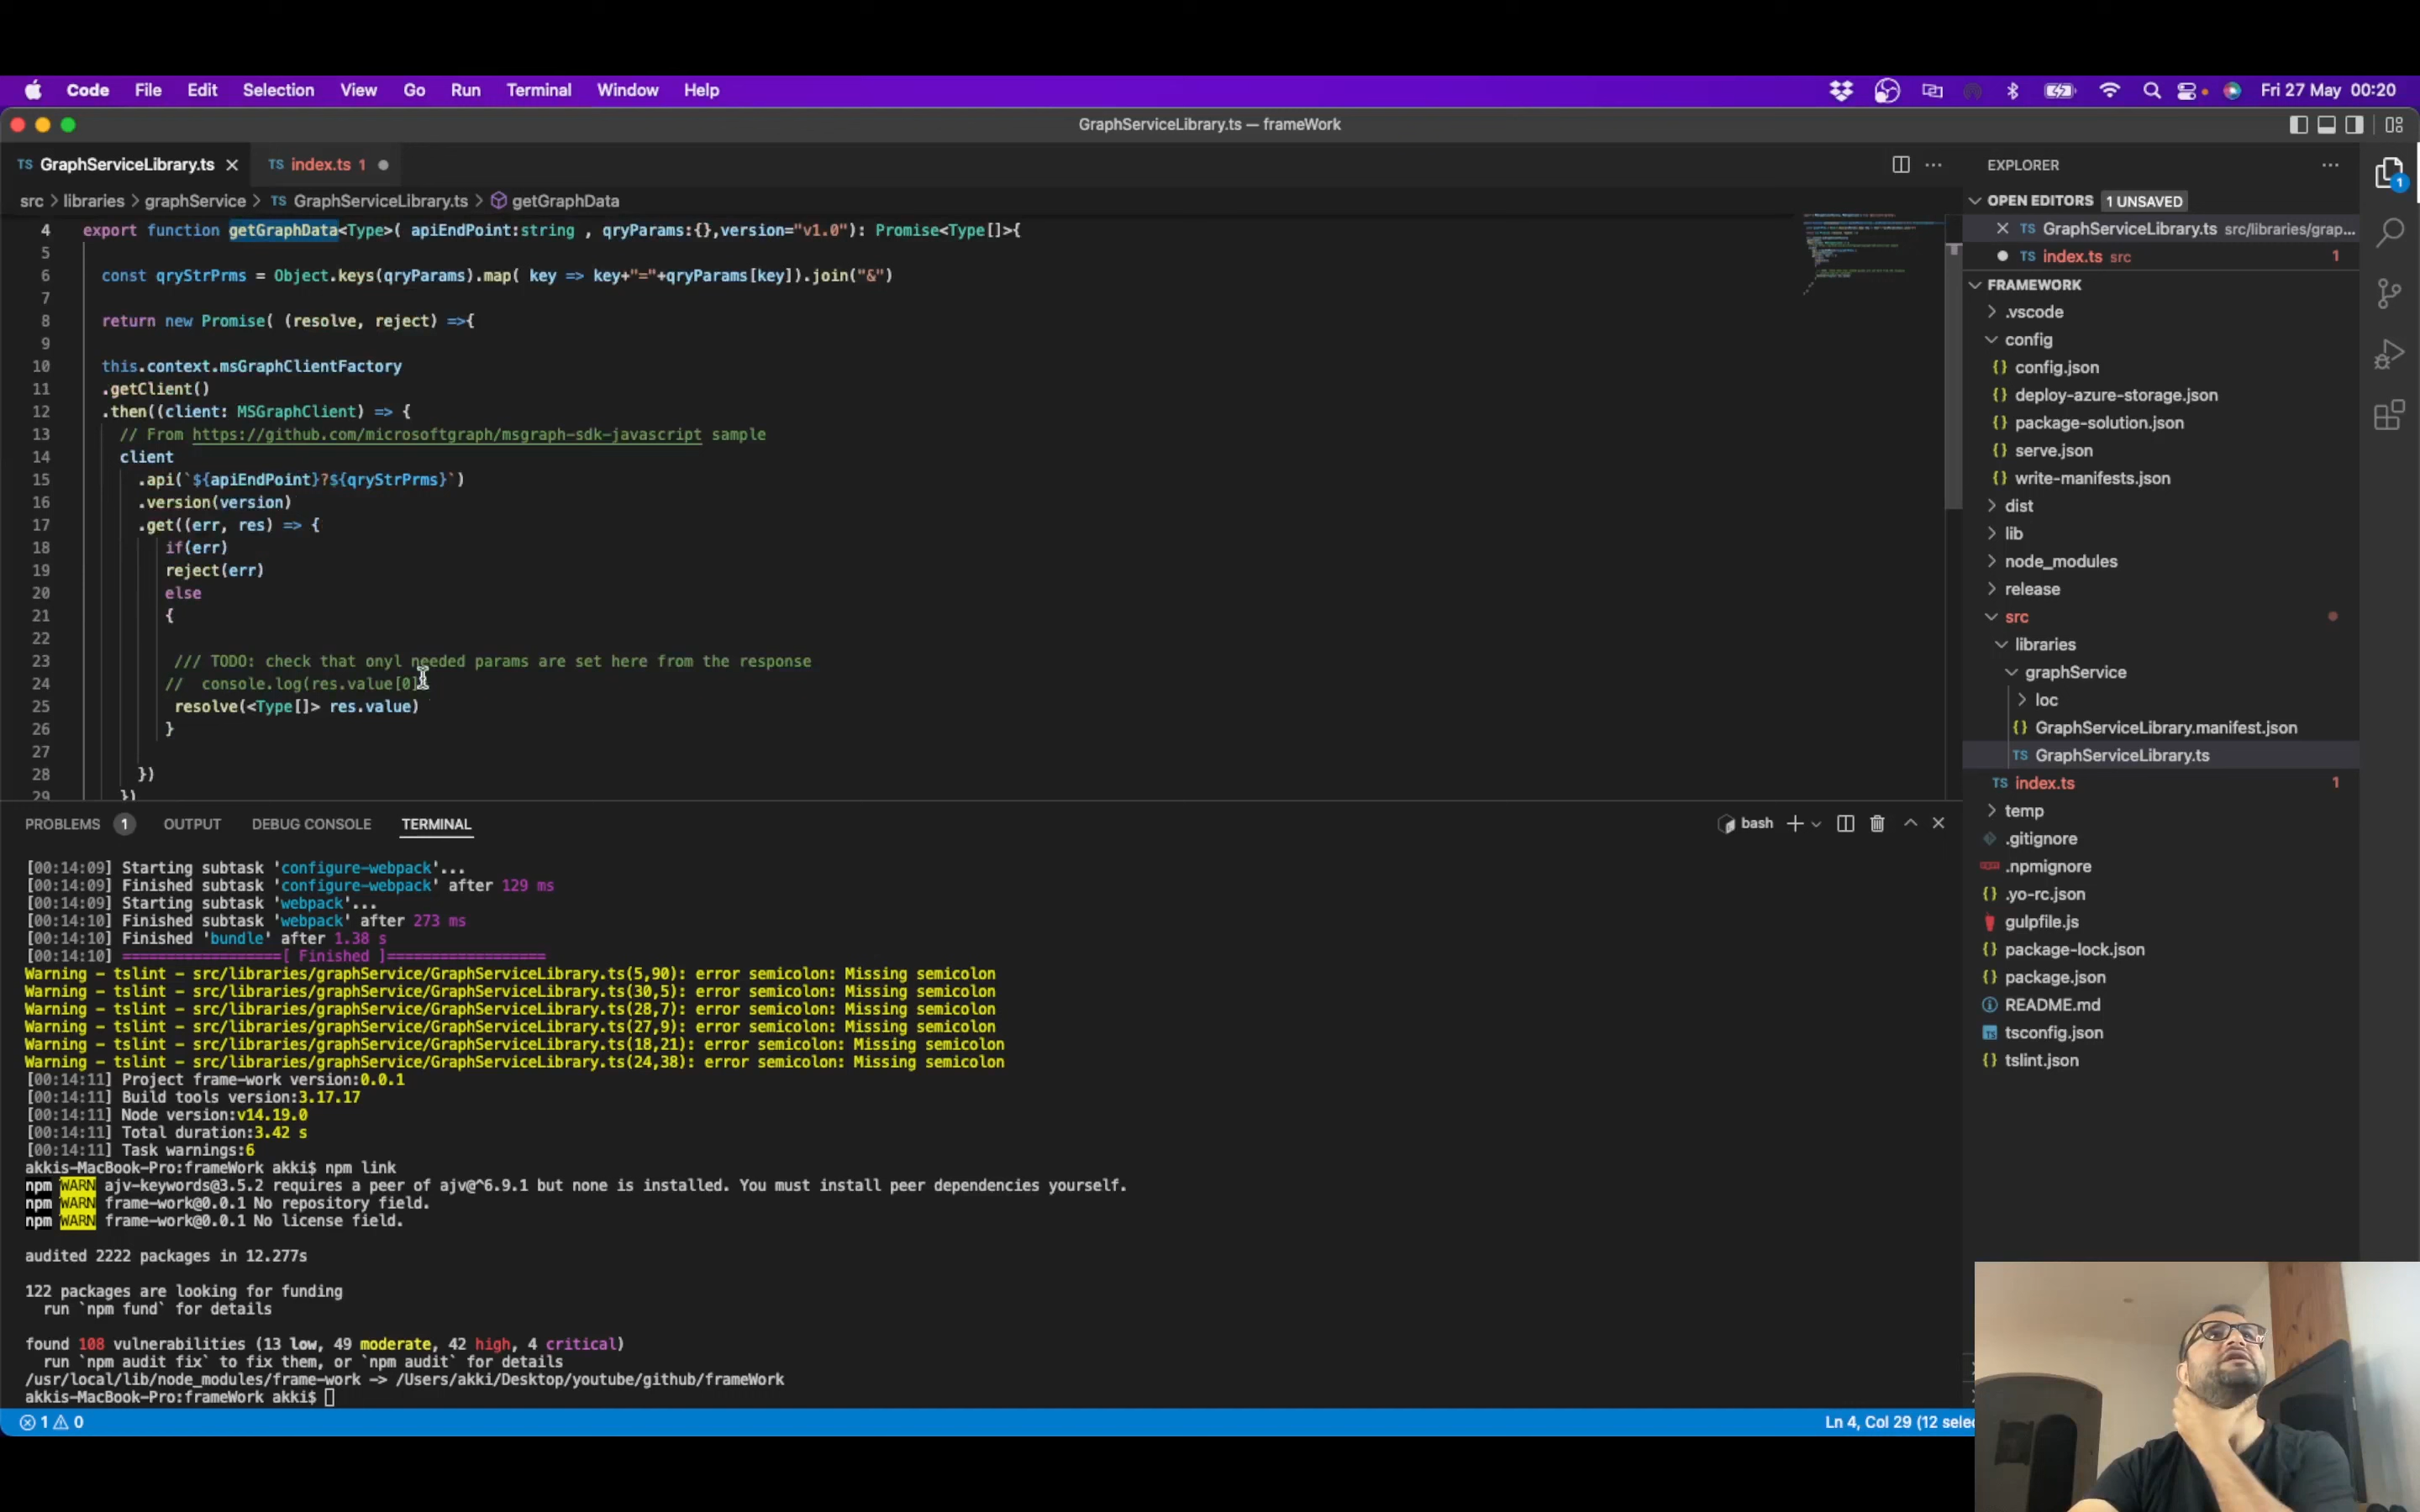 Code File Edit Selection View Go Run Terminal Window Help Fri 27 May 00:20
GraphServiceLibrary.ts — frameWork
TS GraphServiceLibrary.ts TS index.ts 1
src > libraries > graphService > TS GraphServiceLibrary.ts > getGraphData
4 export function getGraphData<Type>( apiEndPoint:string , qryParams:{},version="v1.0"): Promise<Type[]>{
5
6 const qryStrPrms = Object.keys(qryParams).map( key => key+"="+qryParams[key]).join("&")
7
8 return new Promise( (resolve, reject) =>{
9
10 this.context.msGraphClientFactory
11 .getClient()
12 .then((client: MSGraphClient) => {
13 // From https://github.com/microsoftgraph/msgraph-sdk-javascript sample
14 client
15 .api(`${apiEndPoint}?${qryStrPrms}`)
16 .version(version)
17 .get((err, res) => {
18 if(err)
19 reject(err)
20 else
21 {
22
23 /// TODO: check that onyl needed params are set here from the response
24 // console.log(res.value[0]
25 resolve(<Type[]> res.value)
26 }
27
28 })
29 })
PROBLEMS 1 OUTPUT DEBUG CONSOLE TERMINAL
bash
[00:14:09] Starting subtask 'configure-webpack'...
[00:14:09] Finished subtask 'configure-webpack' after 129 ms
[00:14:09] Starting subtask 'webpack'...
[00:14:10] Finished subtask 'webpack' after 273 ms
[00:14:10] Finished 'bundle' after 1.38 s
[00:14:10] ==================[ Finished ]==================
Warning - tslint - src/libraries/graphService/GraphServiceLibrary.ts(5,90): error semicolon: Missing semicolon
Warning - tslint - src/libraries/graphService/GraphServiceLibrary.ts(30,5): error semicolon: Missing semicolon
Warning - tslint - src/libraries/graphService/GraphServiceLibrary.ts(28,7): error semicolon: Missing semicolon
Warning - tslint - src/libraries/graphService/GraphServiceLibrary.ts(27,9): error semicolon: Missing semicolon
Warning - tslint - src/libraries/graphService/GraphServiceLibrary.ts(18,21): error semicolon: Missing semicolon
Warning - tslint - src/libraries/graphService/GraphServiceLibrary.ts(24,38): error semicolon: Missing semicolon
[00:14:11] Project frame-work version:0.0.1
[00:14:11] Build tools version:3.17.17
[00:14:11] Node version:v14.19.0
[00:14:11] Total duration:3.42 s
[00:14:11] Task warnings:6
akkis-MacBook-Pro:frameWork akki$ npm link
npm WARN ajv-keywords@3.5.2 requires a peer of ajv@^6.9.1 but none is installed. You must install peer dependencies yourself.
npm WARN frame-work@0.0.1 No repository field.
npm WARN frame-work@0.0.1 No license field.
audited 2222 packages in 12.277s
122 packages are looking for funding
run `npm fund` for details
found 108 vulnerabilities (13 low, 49 moderate, 42 high, 4 critical)
run `npm audit fix` to fix them, or `npm audit` for details
/usr/local/lib/node_modules/frame-work -> /Users/akki/Desktop/youtube/github/frameWork
akkis-MacBook-Pro:frameWork akki$
1 0
Ln 4, Col 29 (12 selec
EXPLORER
OPEN EDITORS 1 UNSAVED
TS GraphServiceLibrary.ts src/libraries/grap...
TS index.ts src 1
FRAMEWORK
.vscode
config
{} config.json
{} deploy-azure-storage.json
{} package-solution.json
{} serve.json
{} write-manifests.json
dist
lib
node_modules
release
src
libraries
graphService
loc
{} GraphServiceLibrary.manifest.json
TS GraphServiceLibrary.ts
TS index.ts 1
temp
.gitignore
.npmignore
{} .yo-rc.json
gulpfile.js
{} package-lock.json
{} package.json
README.md
tsconfig.json
{} tslint.json
1